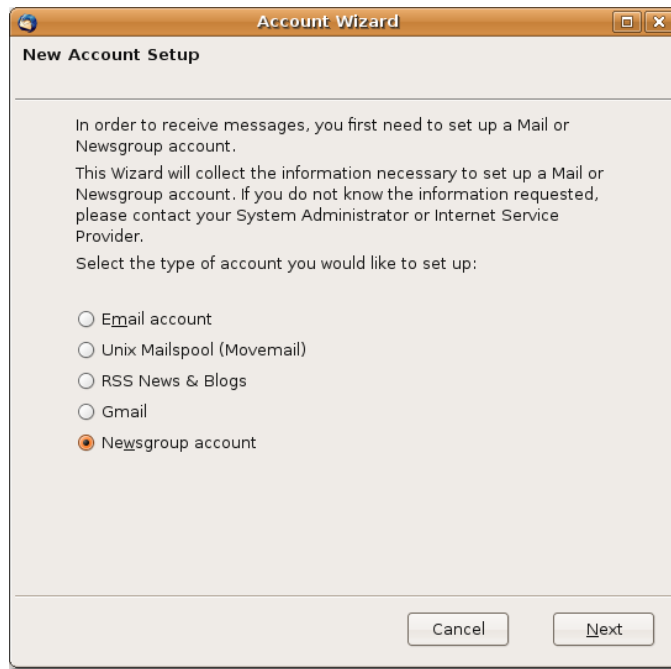 Account Wizard
New Account Setup
In order to receive messages, you first need to set up a Mail or
Newsgroup account.
This Wizard will collect the information necessary to set up a Mail or
Newsgroup account. If you do not know the information requested,
please contact your System Administrator or Internet Service
Provider.
Select the type of account you would like to set up:
Email account
Unix Mailspool (Movemail)
RSS News & Blogs
Gmail
Newsgroup account
Cancel
Next